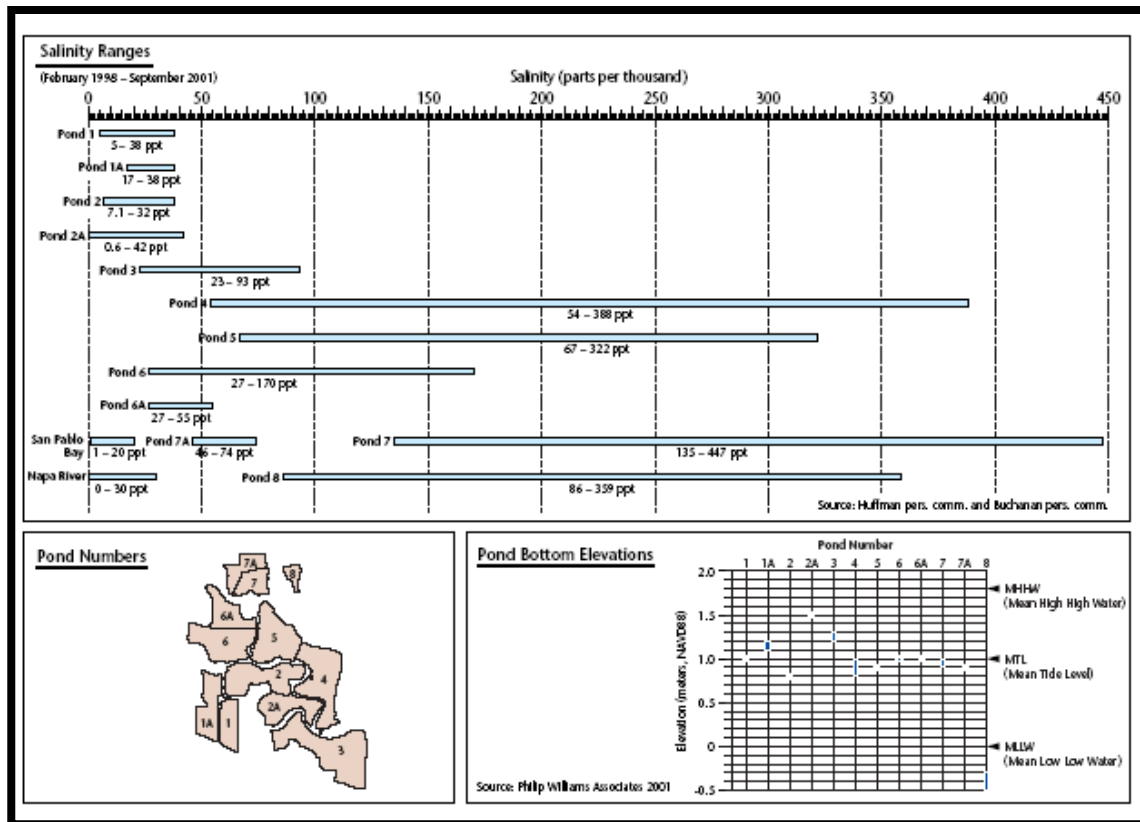 Salinity Ranges
(February 1998 – September 2001)
Salinity (parts per thousand)
0 50 100 150 200 250 300 350 400 450
Pond 1
5 – 38 ppt
Pond 1A
17 – 38 ppt
Pond 2
7.1 – 32 ppt
Pond 2A
0.6 – 42 ppt
Pond 3
23 – 93 ppt
Pond 4
54 – 388 ppt
Pond 5
67 – 322 ppt
Pond 6
27 – 170 ppt
Pond 6A
27 – 55 ppt
San Pablo Bay
1 – 20 ppt
Pond 7A
46 – 74 ppt
Pond 7
135 – 447 ppt
Napa River
0 – 30 ppt
Pond 8
86 – 359 ppt
Source: Huffman pers. comm. and Buchanan pers. comm.
Pond Numbers
7A
7
8
6A
6
5
2
4
2A
1A
1
3
Pond Bottom Elevations
Pond Number
1 1A 2 2A 3 4 5 6 6A 7 7A 8
Elevation (meters, NAVD88)
2.0
1.5
1.0
0.5
0
-0.5
MHHW
(Mean High High Water)
MTL
(Mean Tide Level)
MLLW
(Mean Low Low Water)
Source: Philip Williams Associates 2001